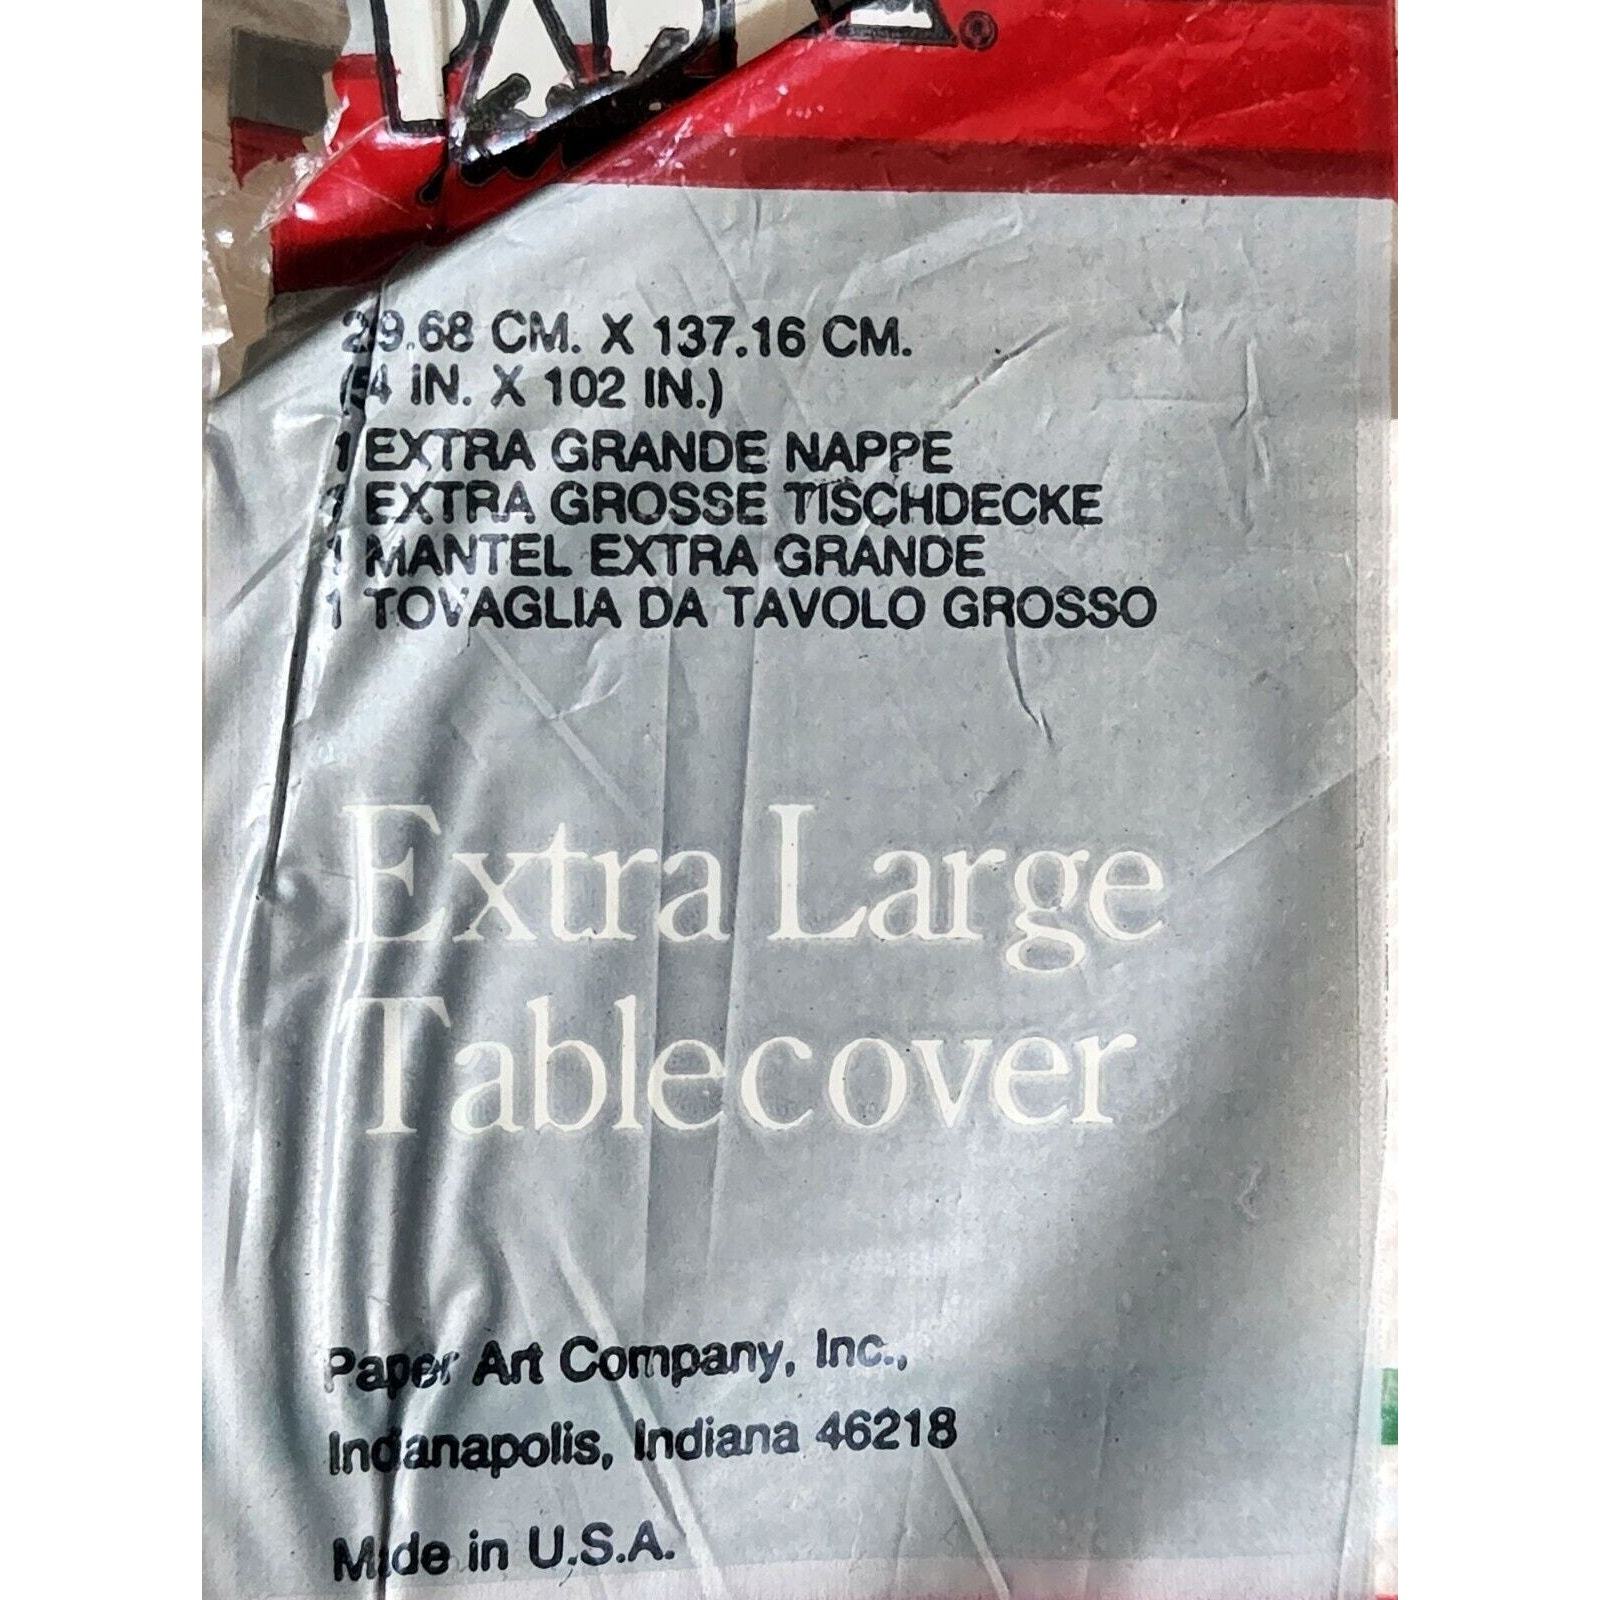 29.68 CM. X 137.16 CM.
(54 IN. X 102 IN.)
1 EXTRA GRANDE NAPPE
1 EXTRA GROSSE TISCHDECKE
1 MANTEL EXTRA GRANDE
1 TOVAGLIA DA TAVOLO GROSSO
Extra Large
Tablecover
Paper Art Company, Inc.,
Indianapolis, Indiana 46218
Made in U.S.A.